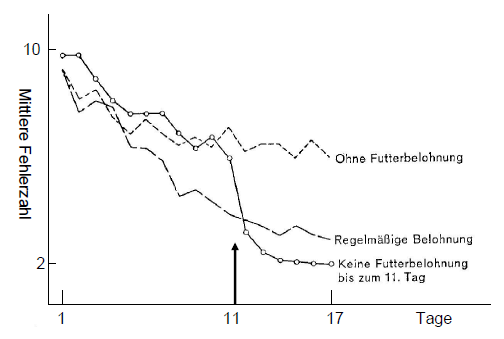 10
Mittlere Fehlerzahl
Ohne Futterbelohnung
Regelmäßige Belohnung
Keine Futterbelohnung
bis zum 11. Tag
2
1
11
17
Tage